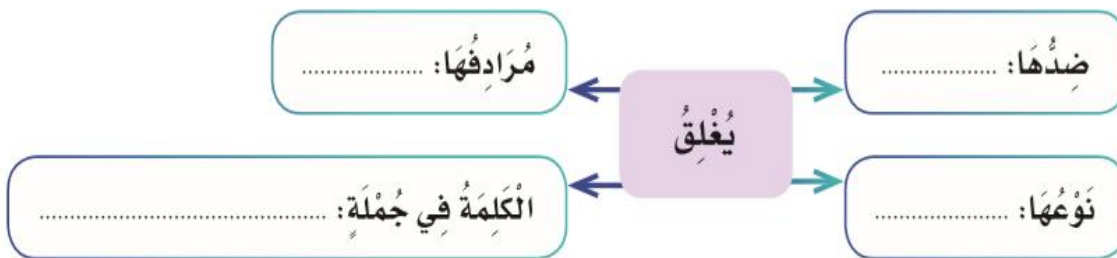 ضِدُّهَا: ...................
مُرَادِفُهَا: ....................
يُغْلِقُ
نَوْعُهَا: ......................
الْكَلِمَةُ فِي جُمْلَةٍ: ................................................